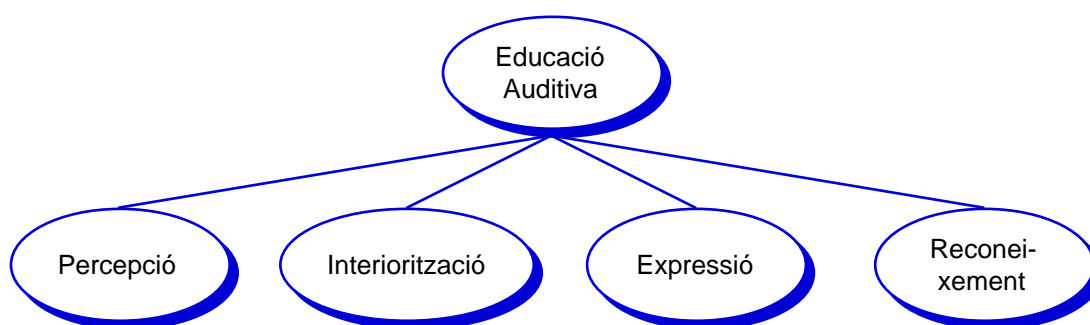 Educació
Auditiva
Percepció
Interiorització
Expressió
Reconei-
xement